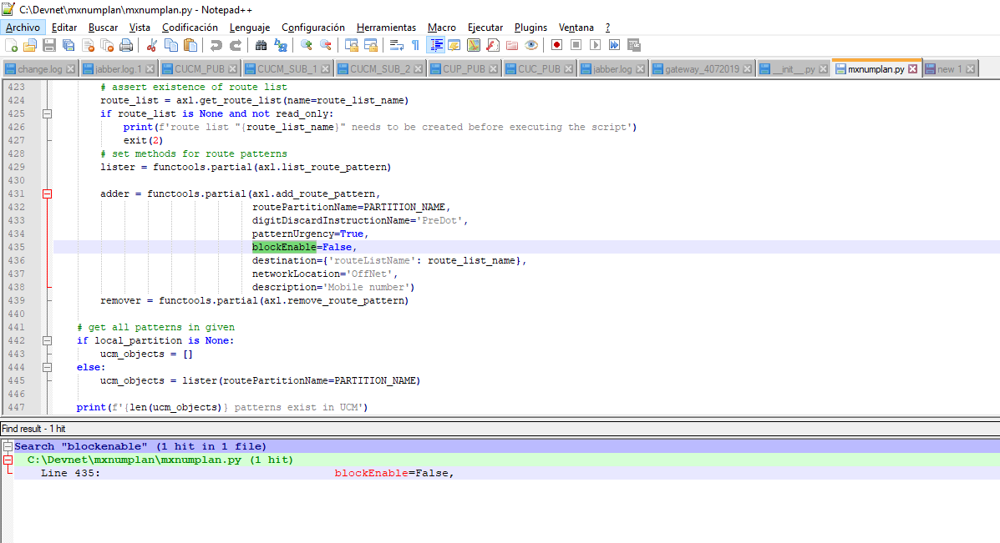 C:\Devnet\mxnumplan\mxnumplan.py - Notepad++
Archivo Editar Buscar Vista Codificación Lenguaje Configuración Herramientas Macro Ejecutar Plugins Ventana ?
change.log jabber.log.1 CUCM_PUB CUCM_SUB_1 CUCM_SUB_2 CUP_PUB CUC_PUB jabber.log gateway_4072019 __init__.py mxnumplan.py new 1
423 # assert existence of route list
424 route_list = axl.get_route_list(name=route_list_name)
425 if route_list is None and not read_only:
426 print(f'route list "{route_list_name}" needs to be created before executing the script')
427 exit(2)
428 # set methods for route patterns
429 lister = functools.partial(axl.list_route_pattern)
430
431 adder = functools.partial(axl.add_route_pattern,
432 routePartitionName=PARTITION_NAME,
433 digitDiscardInstructionName='PreDot',
434 patternUrgency=True,
435 blockEnable=False,
436 destination={'routeListName': route_list_name},
437 networkLocation='OffNet',
438 description='Mobile number')
439 remover = functools.partial(axl.remove_route_pattern)
440
441 # get all patterns in given
442 if local_partition is None:
443 ucm_objects = []
444 else:
445 ucm_objects = lister(routePartitionName=PARTITION_NAME)
446
447 print(f'{len(ucm_objects)} patterns exist in UCM')
Find result - 1 hit
Search "blockenable" (1 hit in 1 file)
C:\Devnet\mxnumplan\mxnumplan.py (1 hit)
Line 435: blockEnable=False,